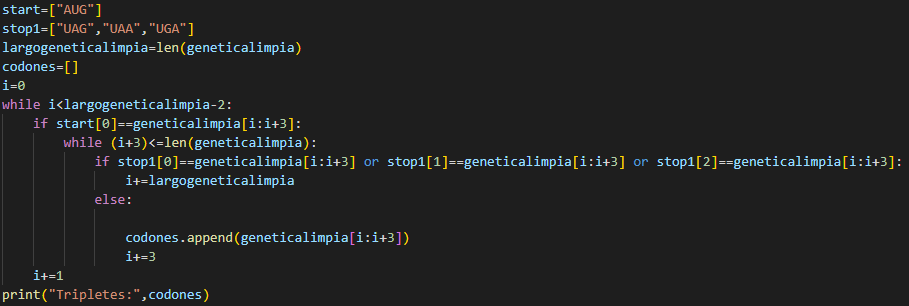 start=["AUG"]
stop1=["UAG","UAA","UGA"]
largogeneticalimpia=len(geneticalimpia)
codones=[]
i=0
while i<largogeneticalimpia-2:
    if start[0]==geneticalimpia[i:i+3]:
        while (i+3)<=len(geneticalimpia):
            if stop1[0]==geneticalimpia[i:i+3] or stop1[1]==geneticalimpia[i:i+3] or stop1[2]==geneticalimpia[i:i+3]:
                i+=largogeneticalimpia
            else:
                codones.append(geneticalimpia[i:i+3])
                i+=3
    i+=1
print("Tripletes:",codones)